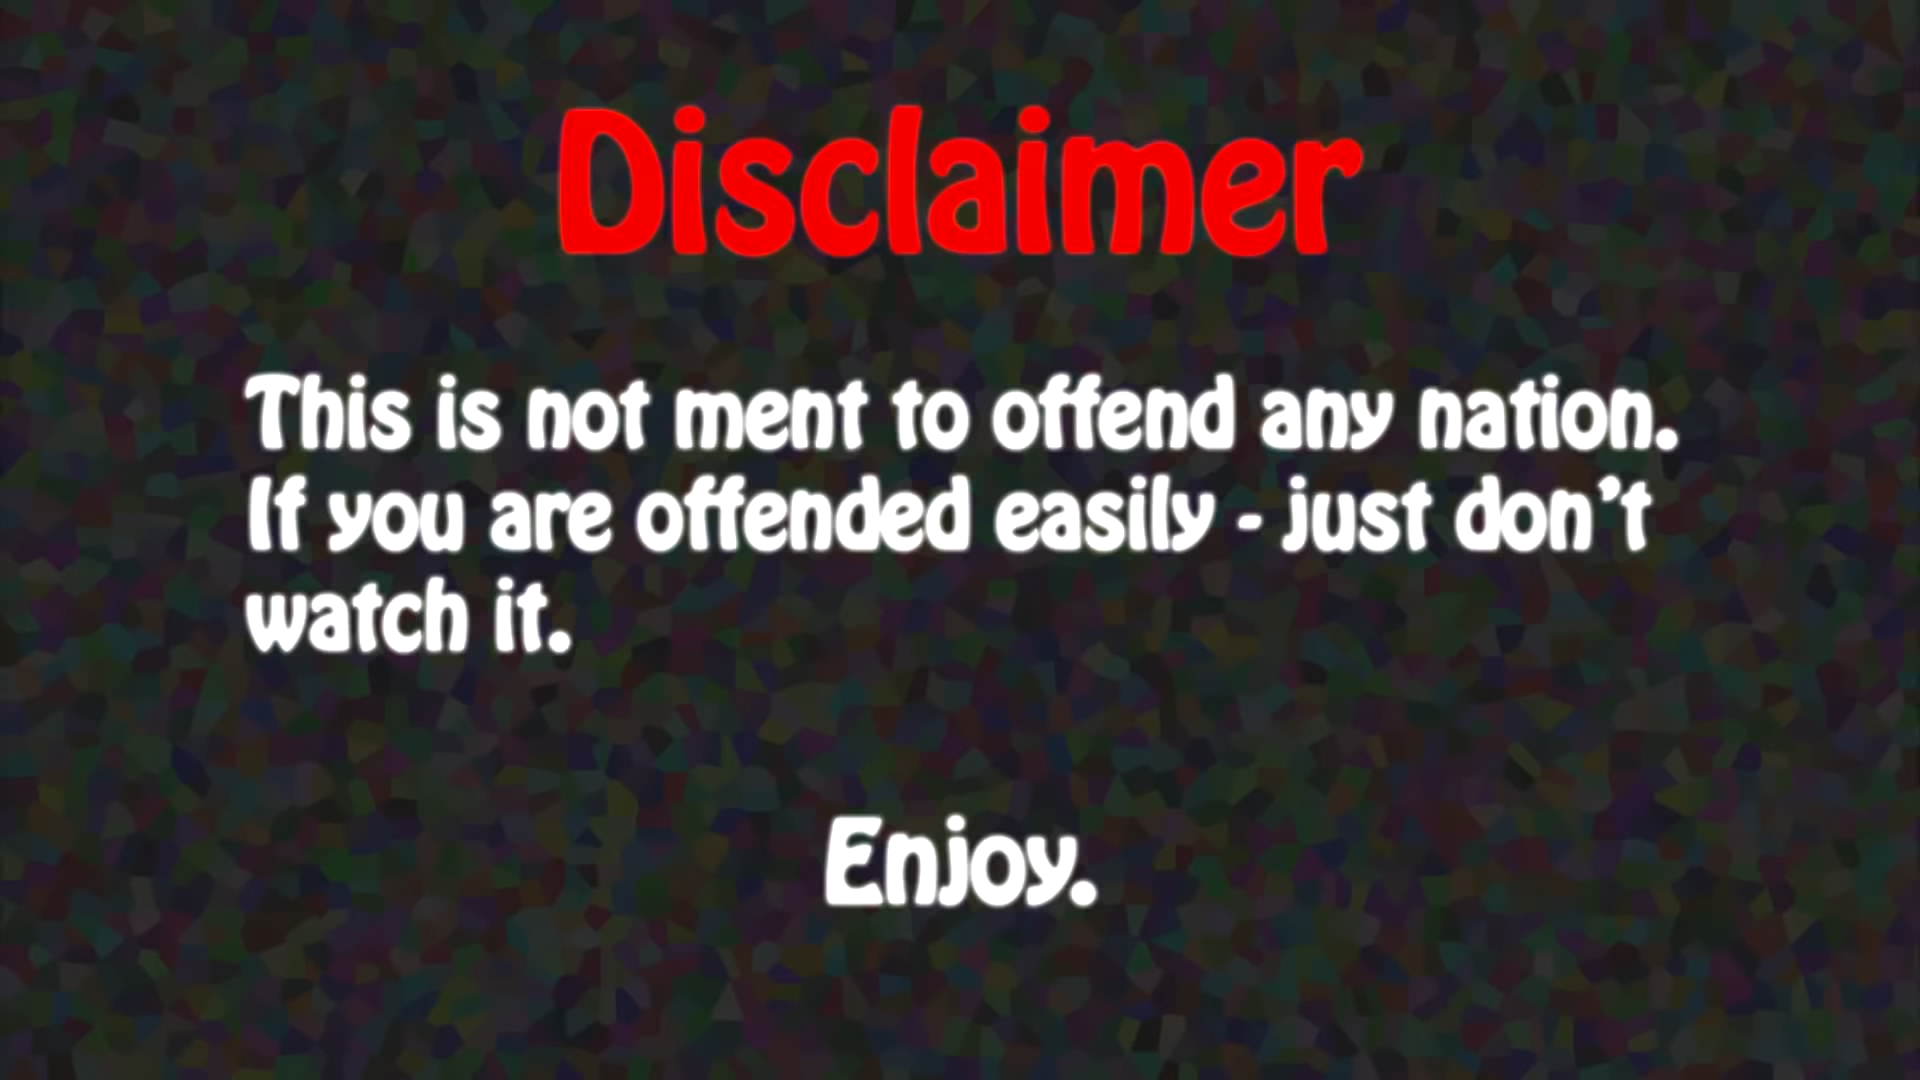 Disclaimer
This is not ment to offend any nation.
If you are offended easily - just don’t
watch it.
Enjoy.